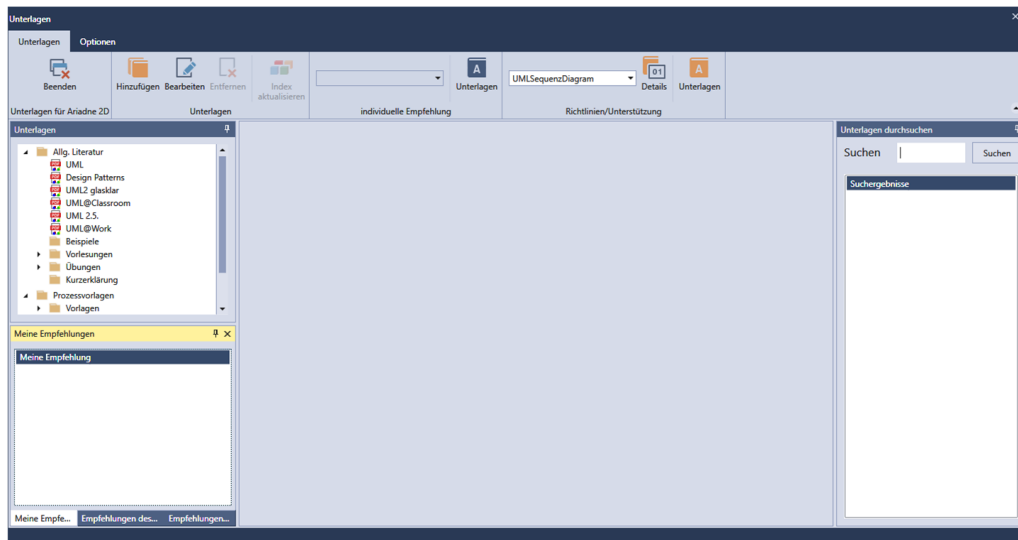 Unterlagen
Unterlagen Optionen
Beenden Hinzufügen Bearbeiten Entfernen Index aktualisieren Unterlagen UMLSequenzDiagram Details Unterlagen
Unterlagen für Ariadne 2D Unterlagen individuelle Empfehlung Richtlinien/Unterstützung
Unterlagen
Allg. Literatur
UML
Design Patterns
UML2 glasklar
UML@Classroom
UML 2.5.
UML@Work
Beispiele
Vorlesungen
Übungen
Kurzerklärung
Prozessvorlagen
Vorlagen
Meine Empfehlungen
Meine Empfehlung
Meine Empfe... Empfehlungen des... Empfehlungen...
Unterlagen durchsuchen
Suchen Suchen
Suchergebnisse